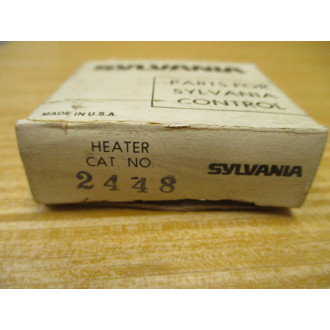 SYLVANIA
PARTS FOR
SYLVANIA
CONTROL
MADE IN U.S.A.
HEATER
CAT NO.
2448
SYLVANIA